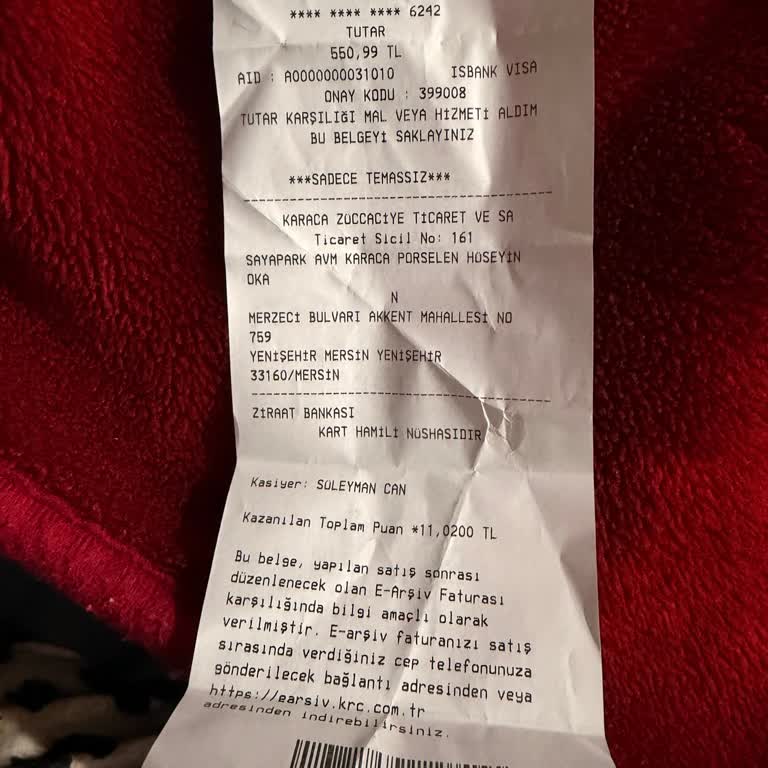 **** **** **** 6242
TUTAR
550,99 TL
AID : A0000000031010 ISBANK VISA
ONAY KODU : 399008
TUTAR KARŞILIĞI MAL VEYA HİZMETİ ALDIM
BU BELGEYİ SAKLAYINIZ
***SADECE TEMASSIZ***
KARACA ZÜCCACİYE TİCARET VE SA
Ticaret Sicil No: 161
SAYAPARK AVM KARACA PORSELEN HÜSEYİN
OKA
N
MERZECİ BULVARI AKKENT MAHALLESİ NO
759
YENİŞEHİR MERSİN YENİŞEHİR
33160/MERSİN
ZİRAAT BANKASI
KART HAMİLİ NÜSHASIDIR
Kasiyer: SÜLEYMAN CAN
Kazanılan Toplam Puan *11,0200 TL
Bu belge, yapılan satış sonrası
düzenlenecek olan E-Arşiv Faturası
karşılığında bilgi amaçlı olarak
verilmiştir. E-arşiv faturanızı satış
sırasında verdiğiniz cep telefonunuza
gönderilecek bağlantı adresinden veya
https://earsiv.krc.com.tr
adresinden indirebilirsiniz.